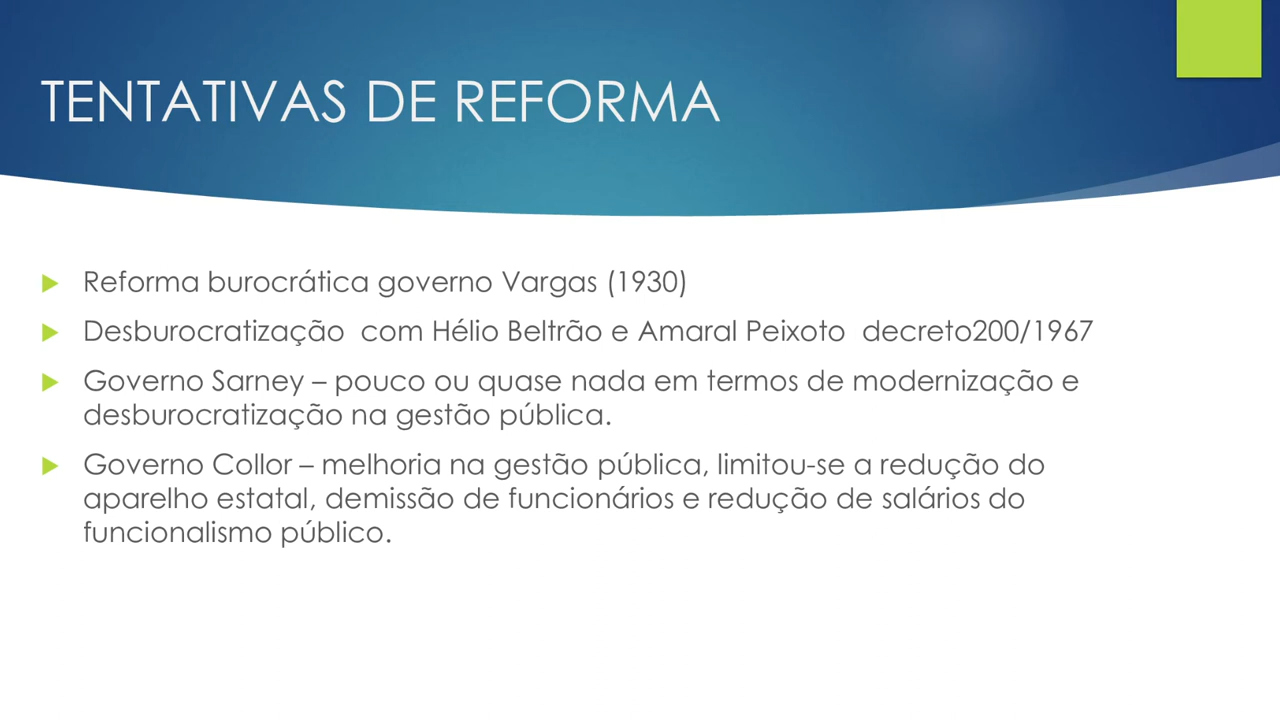 TENTATIVAS DE REFORMA
Reforma burocrática governo Vargas (1930)
Desburocratização  com Hélio Beltrão e Amaral Peixoto  decreto200/1967
Governo Sarney – pouco ou quase nada em termos de modernização e
desburocratização na gestão pública.
Governo Collor – melhoria na gestão pública, limitou-se a redução do
aparelho estatal, demissão de funcionários e redução de salários do
funcionalismo público.